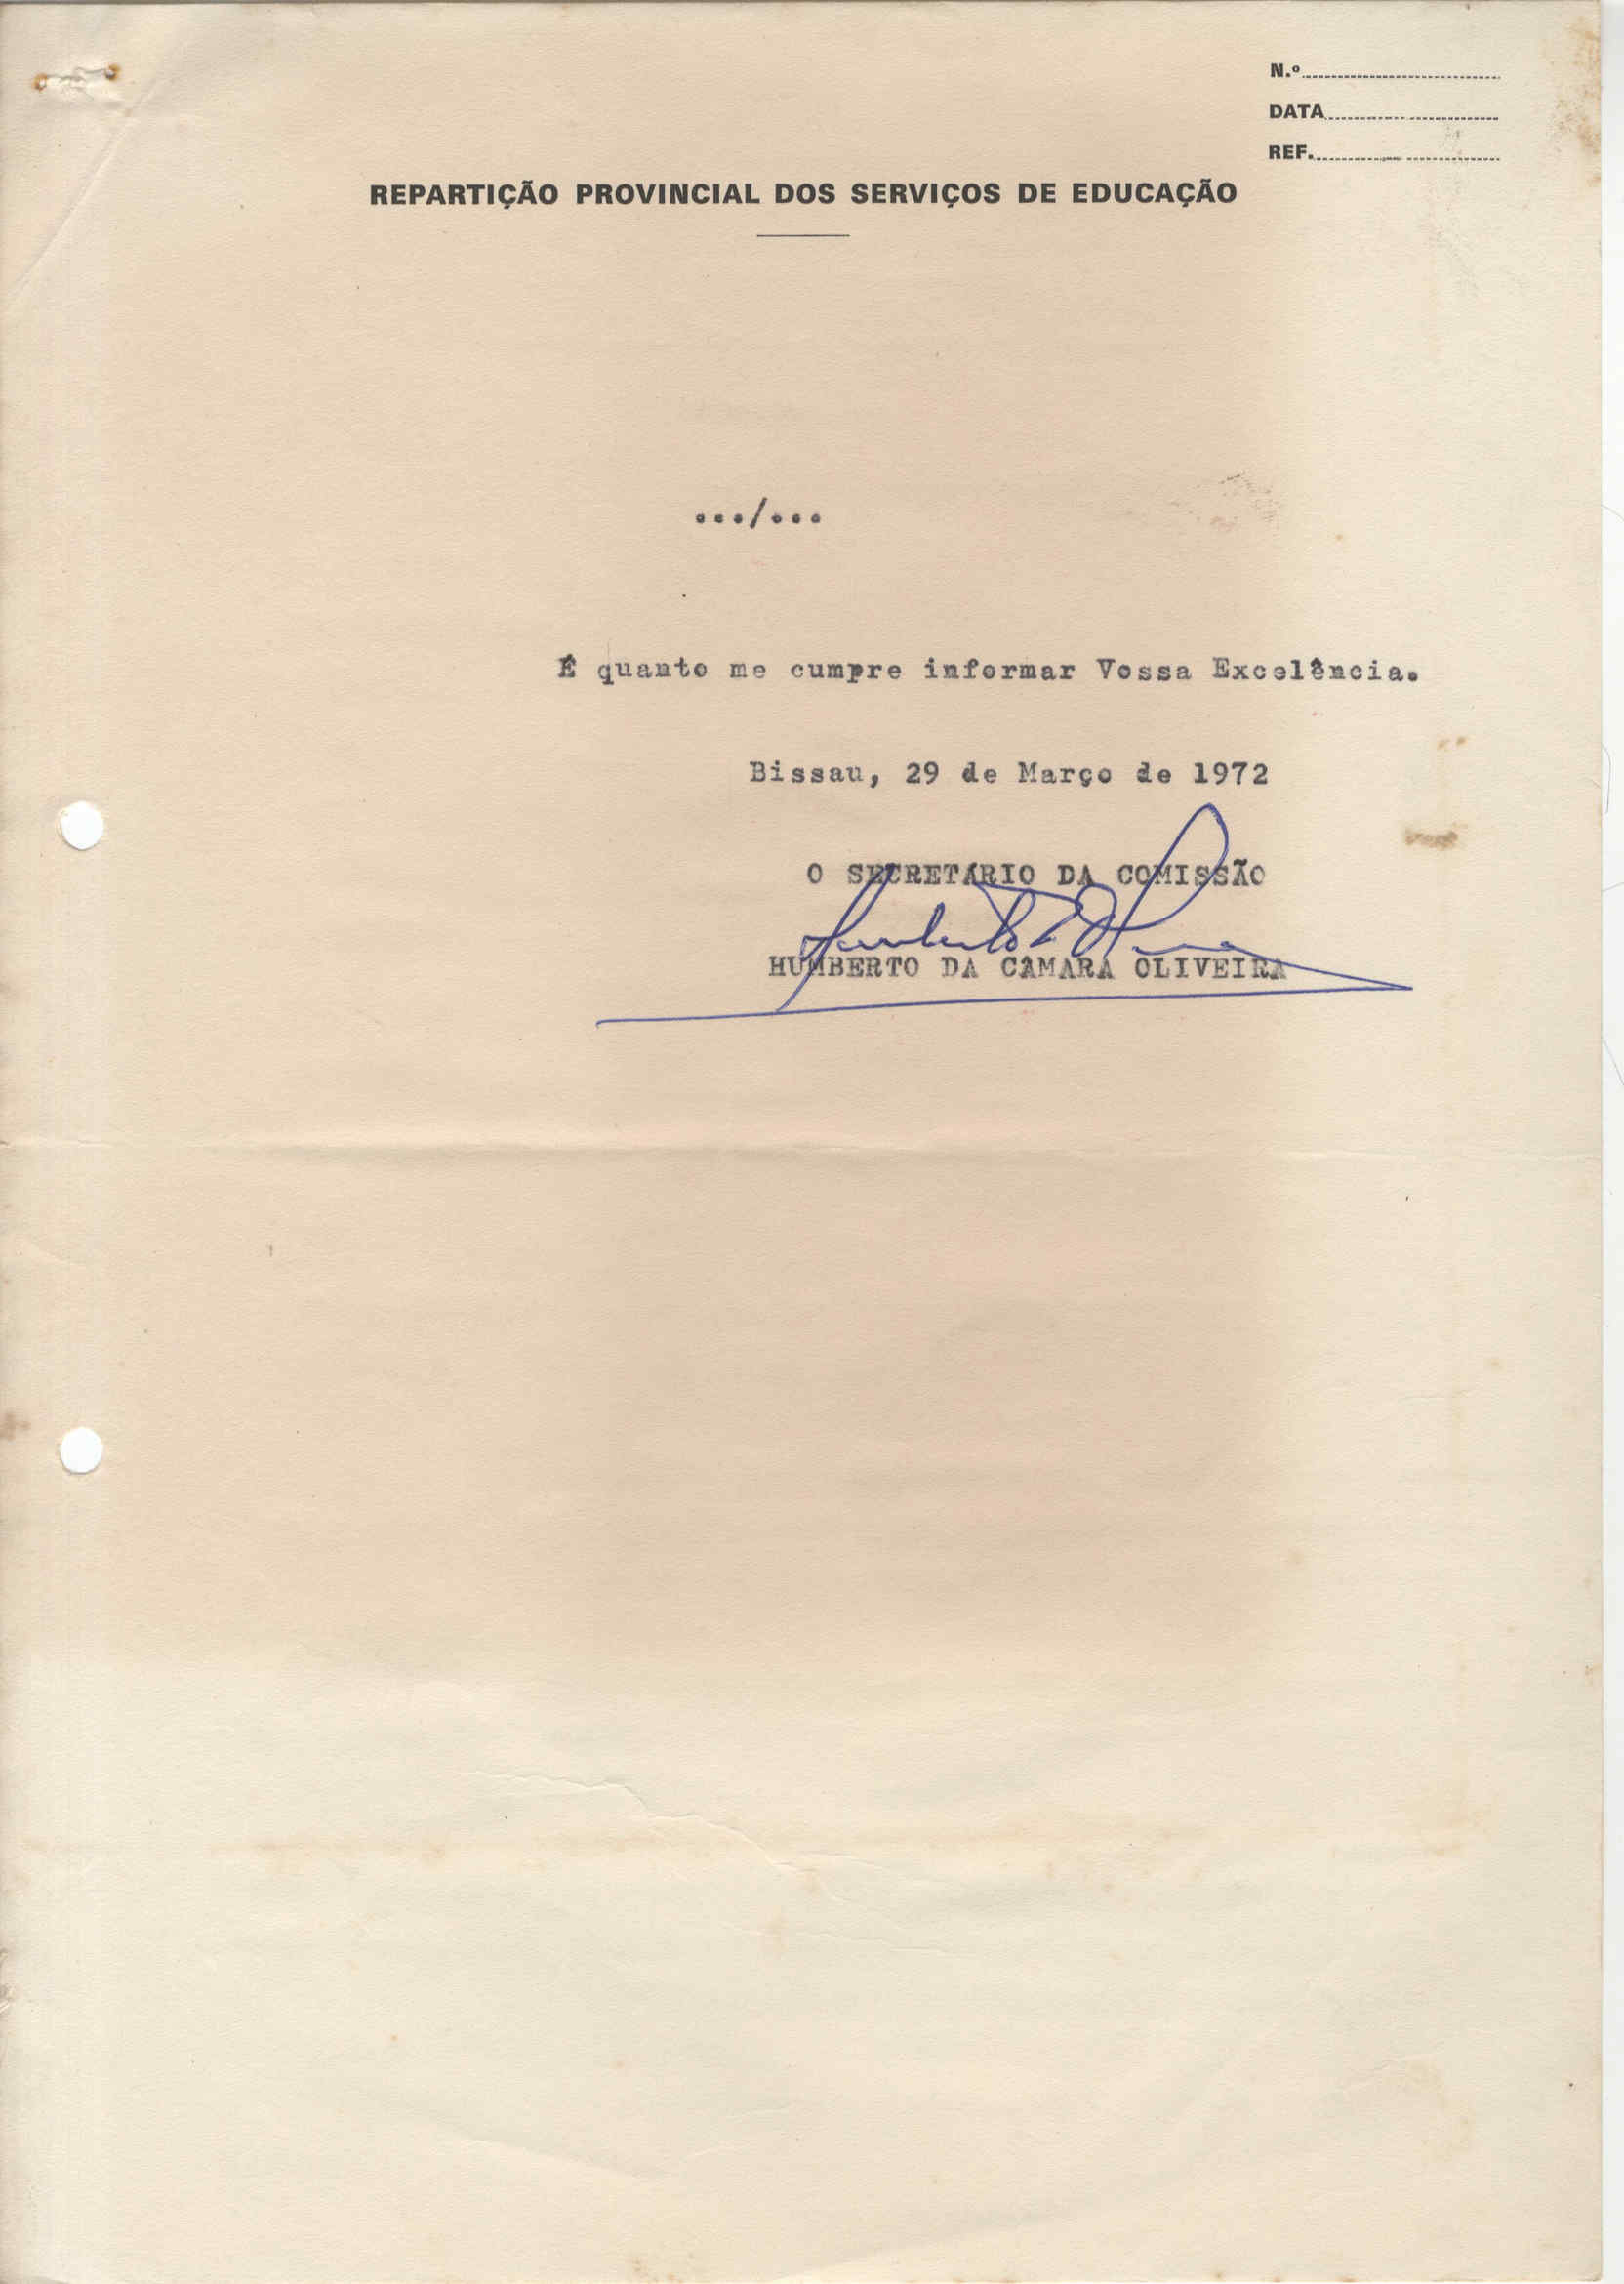 N.º
DATA
REF.
REPARTIÇÃO PROVINCIAL DOS SERVIÇOS DE EDUCAÇÃO
.../...
É quanto me cumpre informar Vossa Excelência.
Bissau, 29 de Março de 1972
O SECRETÁRIO DA COMISSÃO
HUMBERTO DA CÂMARA OLIVEIRA